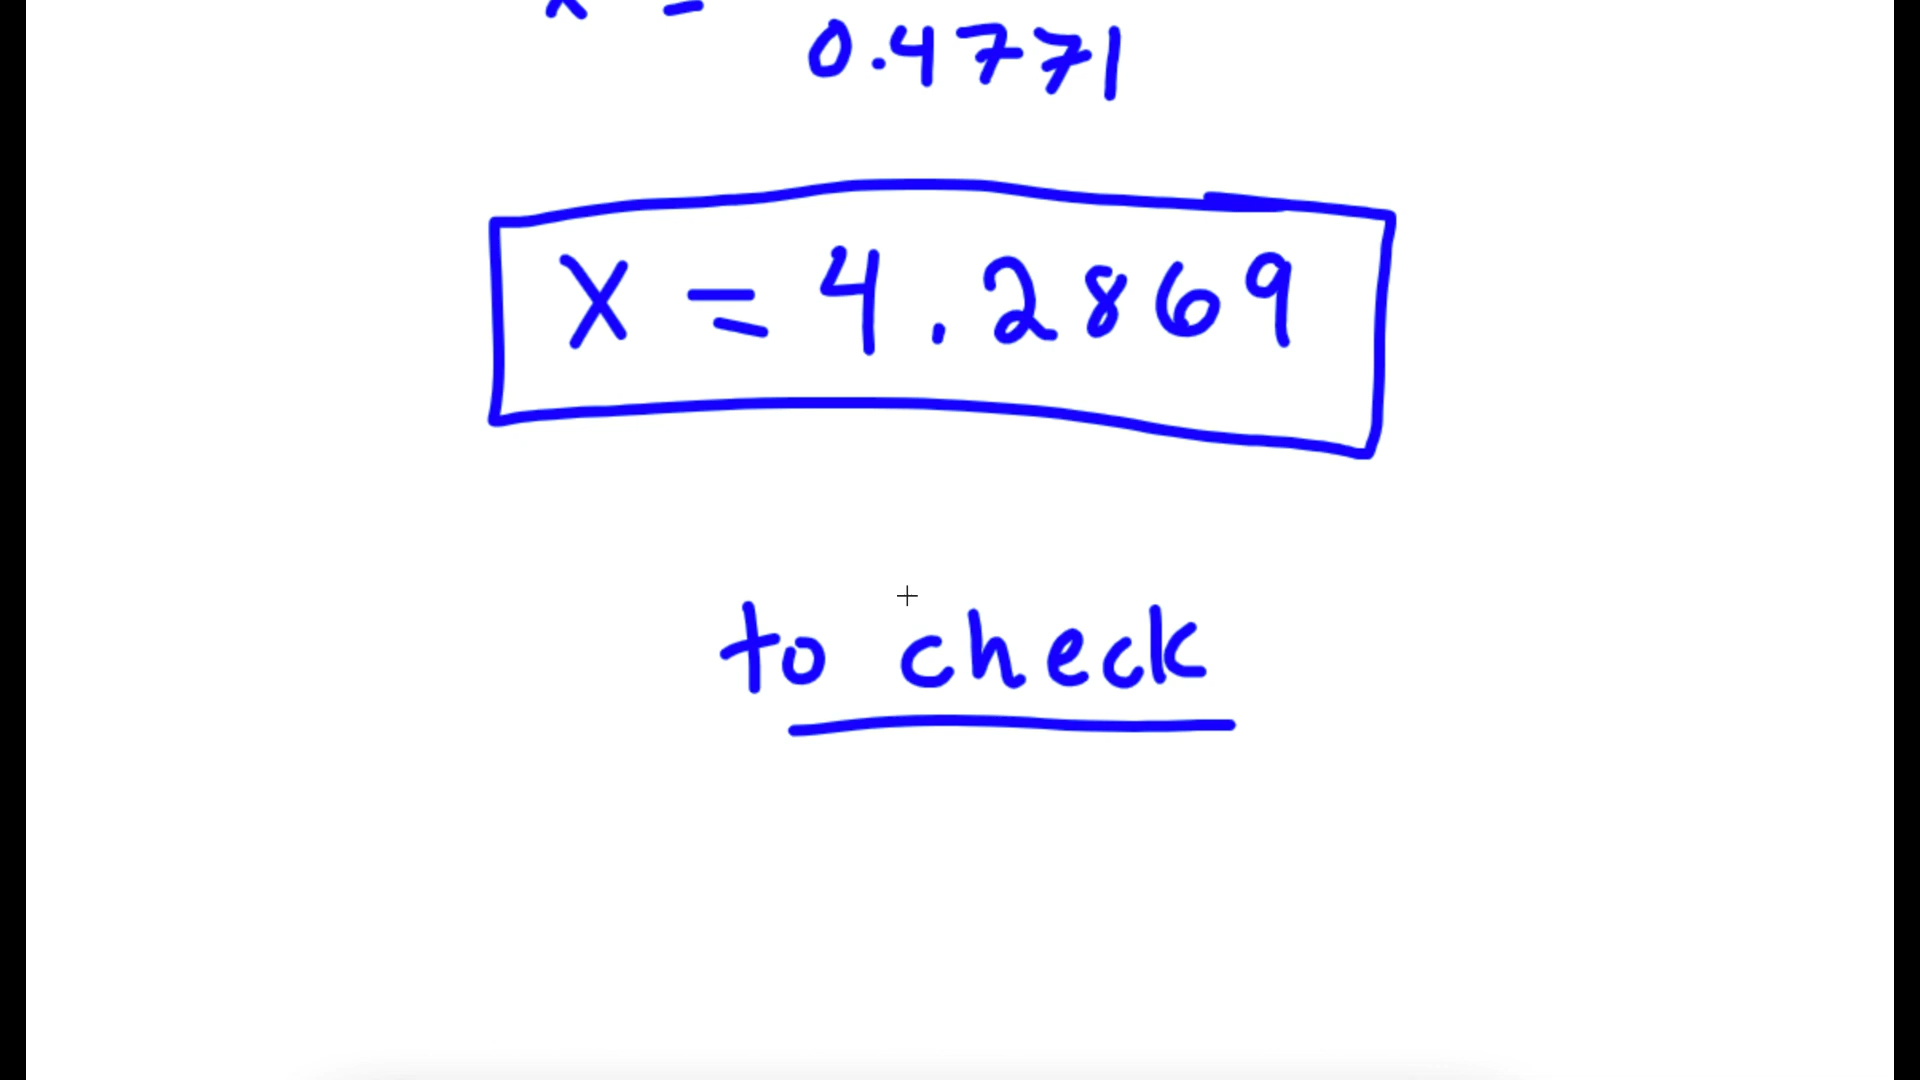 x =
0.4771
x = 4.2869
to check